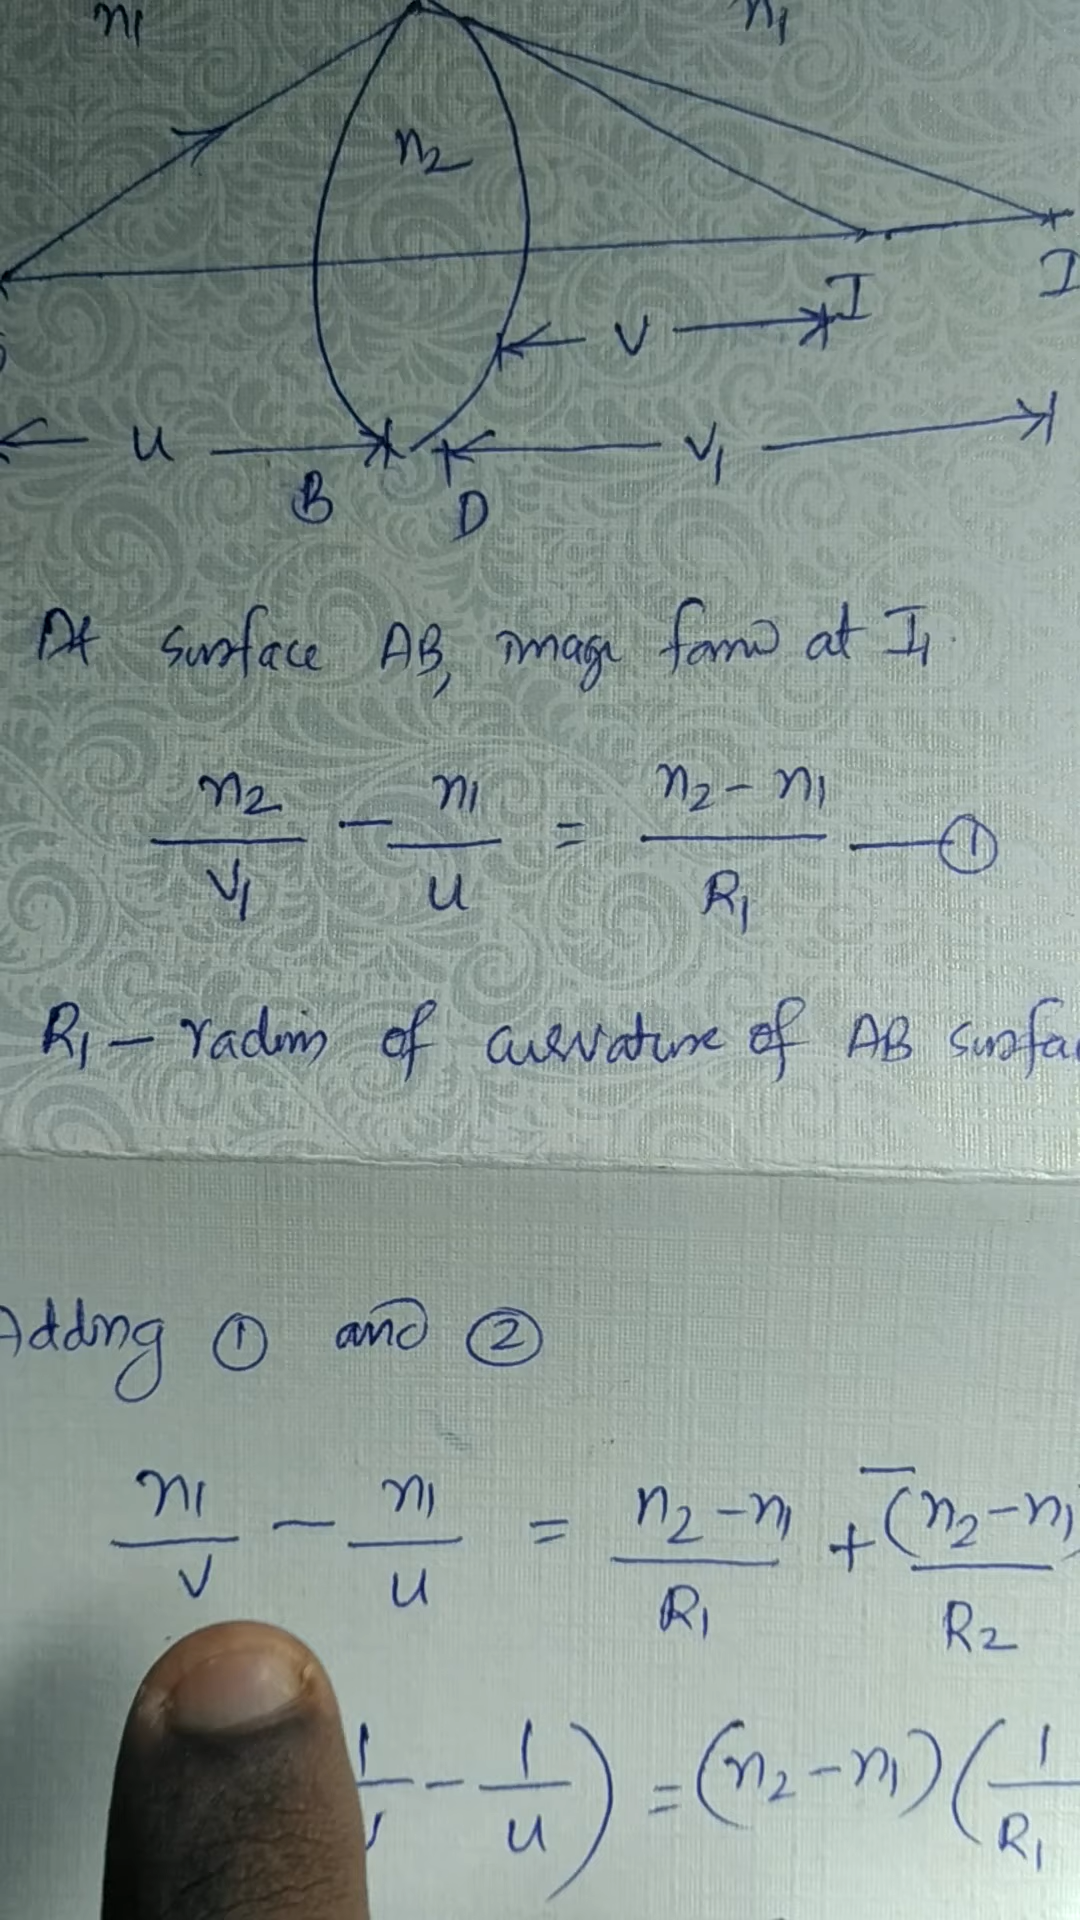 n1 n1
n2
I I
← v →
← u → ← v1 →
B D
At surface AB, image form at I1.
n2/v1 - n1/u = (n2 - n1)/R1 — ①
R1 - radius of curvature of AB surfa
Adding ① and ②
n1/v - n1/u = (n2 - n1)/R1 + -(n2 - n1)/R2
1/v - 1/u) = (n2 - n1) (1/R1